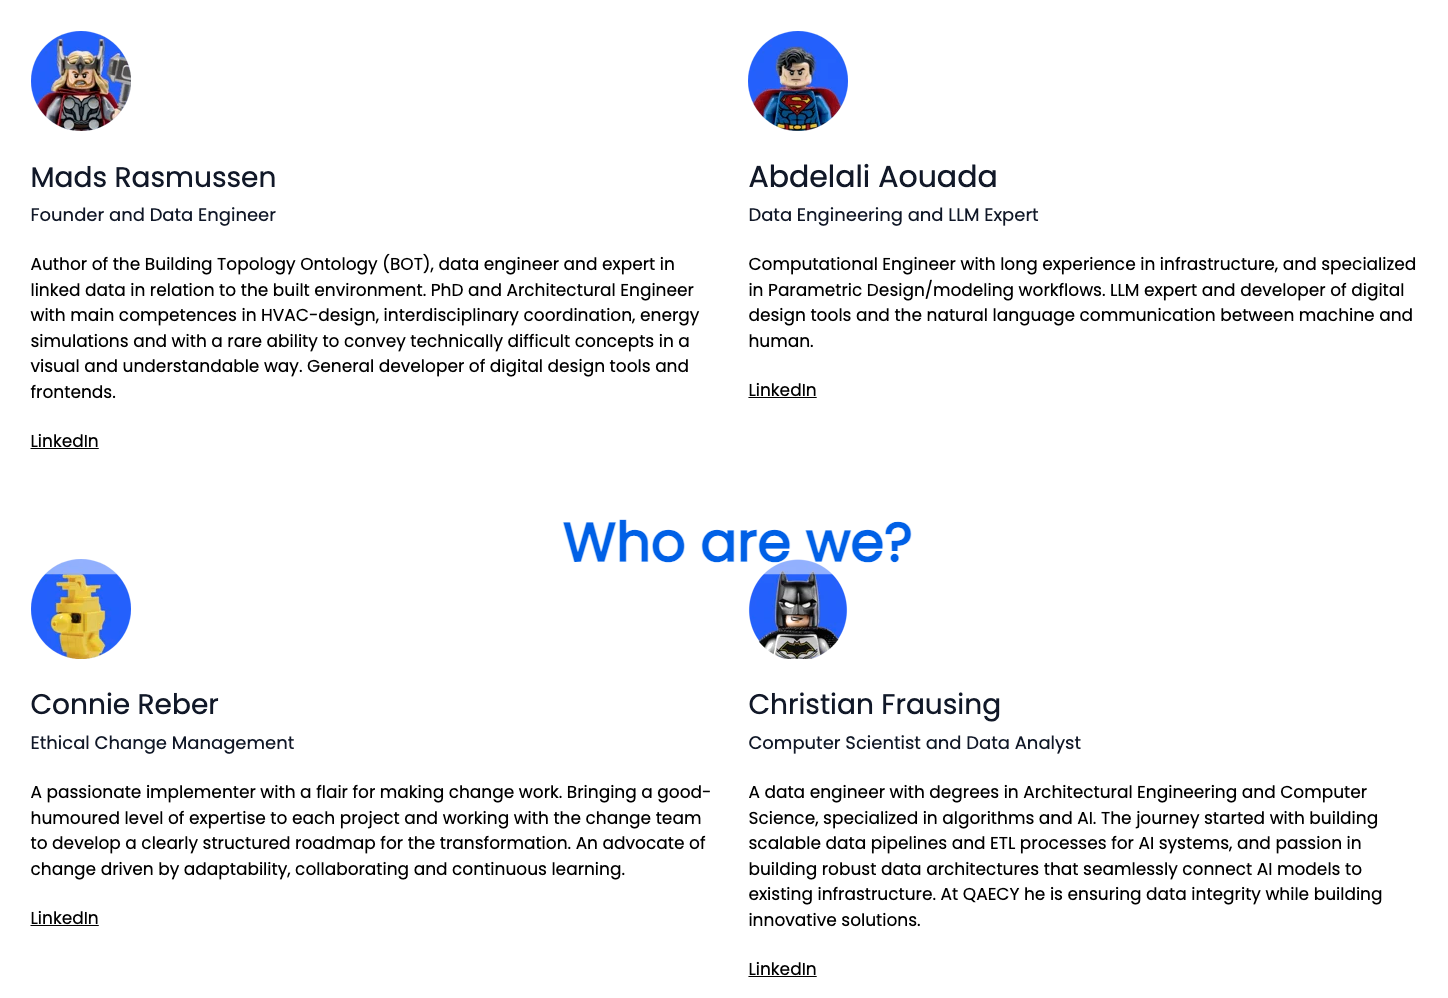 Mads Rasmussen
Founder and Data Engineer
Author of the Building Topology Ontology (BOT), data engineer and expert in
linked data in relation to the built environment. PhD and Architectural Engineer
with main competences in HVAC-design, interdisciplinary coordination, energy
simulations and with a rare ability to convey technically difficult concepts in a
visual and understandable way. General developer of digital design tools and
frontends.
LinkedIn
Abdelali Aouada
Data Engineering and LLM Expert
Computational Engineer with long experience in infrastructure, and specialized
in Parametric Design/modeling workflows. LLM expert and developer of digital
design tools and the natural language communication between machine and
human.
LinkedIn
Who are we?
Connie Reber
Ethical Change Management
A passionate implementer with a flair for making change work. Bringing a good-
humoured level of expertise to each project and working with the change team
to develop a clearly structured roadmap for the transformation. An advocate of
change driven by adaptability, collaborating and continuous learning.
LinkedIn
Christian Frausing
Computer Scientist and Data Analyst
A data engineer with degrees in Architectural Engineering and Computer
Science, specialized in algorithms and AI. The journey started with building
scalable data pipelines and ETL processes for AI systems, and passion in
building robust data architectures that seamlessly connect AI models to
existing infrastructure. At QAECY he is ensuring data integrity while building
innovative solutions.
LinkedIn